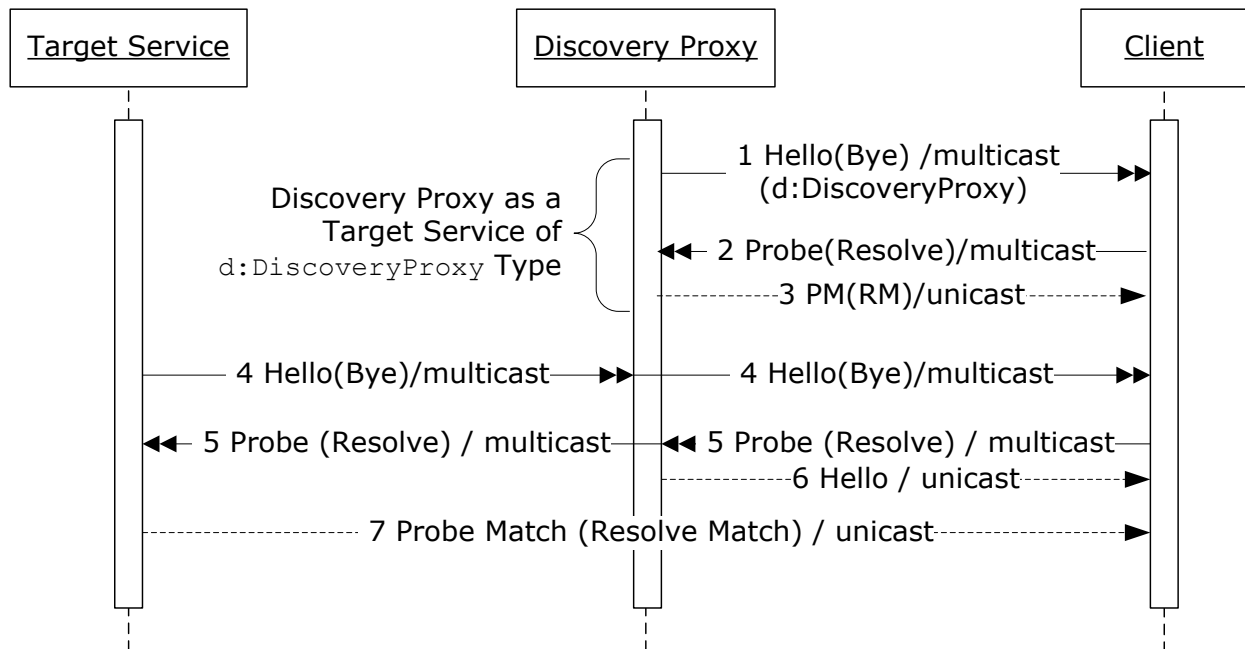 Target Service
Discovery Proxy
Client
1 Hello(Bye) /multicast
(d:DiscoveryProxy)
Discovery Proxy as a
Target Service of
d:DiscoveryProxy Type
2 Probe(Resolve)/multicast
3 PM(RM)/unicast
4 Hello(Bye)/multicast
4 Hello(Bye)/multicast
5 Probe (Resolve) / multicast
5 Probe (Resolve) / multicast
6 Hello / unicast
7 Probe Match (Resolve Match) / unicast